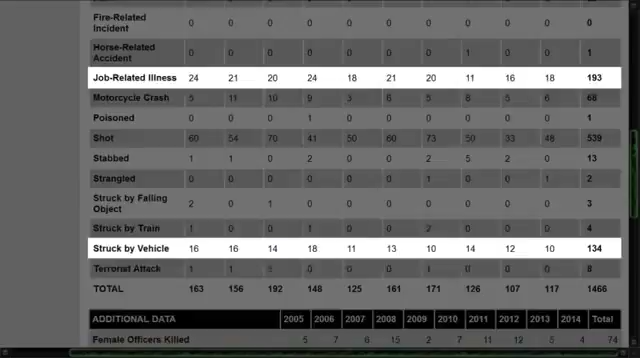 Fire-Related
Incident 0 0 0 0 0 0 0 0 0 0 0
Horse-Related
Accident 0 0 0 0 0 0 0 1 0 0 1
Job-Related Illness 24 21 20 24 18 21 20 11 16 18 193
Motorcycle Crash 5 11 10 9 3 6 5 8 5 6 68
Poisoned 0 0 0 1 0 0 0 0 0 0 1
Shot 60 54 70 41 50 60 73 50 33 48 539
Stabbed 1 1 0 2 0 0 2 5 2 0 13
Strangled 0 0 0 0 0 0 1 0 0 1 2
Struck by Falling
Object 2 0 1 0 0 0 0 0 0 0 3
Struck by Train 1 0 0 1 0 0 2 0 0 0 4
Struck by Vehicle 16 16 14 18 11 13 10 14 12 10 134
Terrorist Attack 1 1 0 0 0 1 0 0 0 8
TOTAL 163 156 192 148 125 161 171 126 107 117 1466
ADDITIONAL DATA 2005 2006 2007 2008 2009 2010 2011 2012 2013 2014 Total
Female Officers Killed 5 7 6 15 2 7 11 12 5 4 74